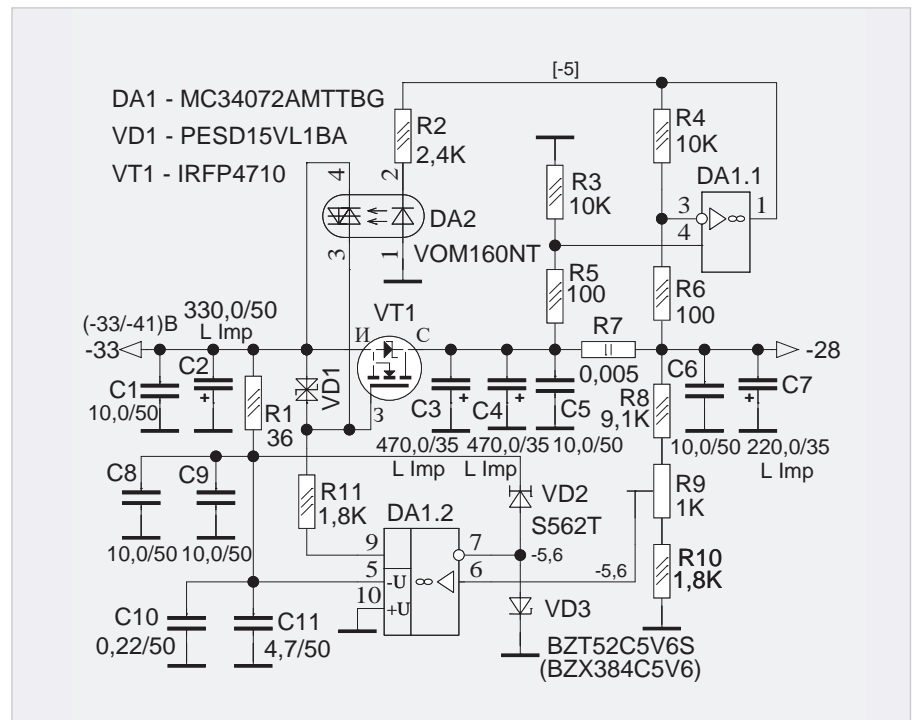 [-5]
DA1 - MC34072AMTTBG
VD1 - PESD15VL1BA
VT1 - IRFP4710
R2
2,4K
R4
10K
DA1.1
R3
10K
4
2
3
1
4
DA2
3
1
VOM160NT
R5
100
R6
100
330,0/50
L Imp
VT1
(-33/-41)В
И
С
R7
-33
-28
C2
C1
10,0/50
VD1
R1
36
З
C3
C4
C5
0,005
C6
C7
R8
9,1K
470,0/35
L Imp
470,0/35
L Imp
10,0/50
10,0/50
220,0/35
L Imp
C8
C9
R11
1,8K
VD2
S562T
R9
1K
DA1.2
10,0/50
10,0/50
9
7
-5,6
5
-U
6
-5,6
10
+U
R10
1,8K
C10
0,22/50
C11
4,7/50
VD3
BZT52C5V6S
(BZX384C5V6)